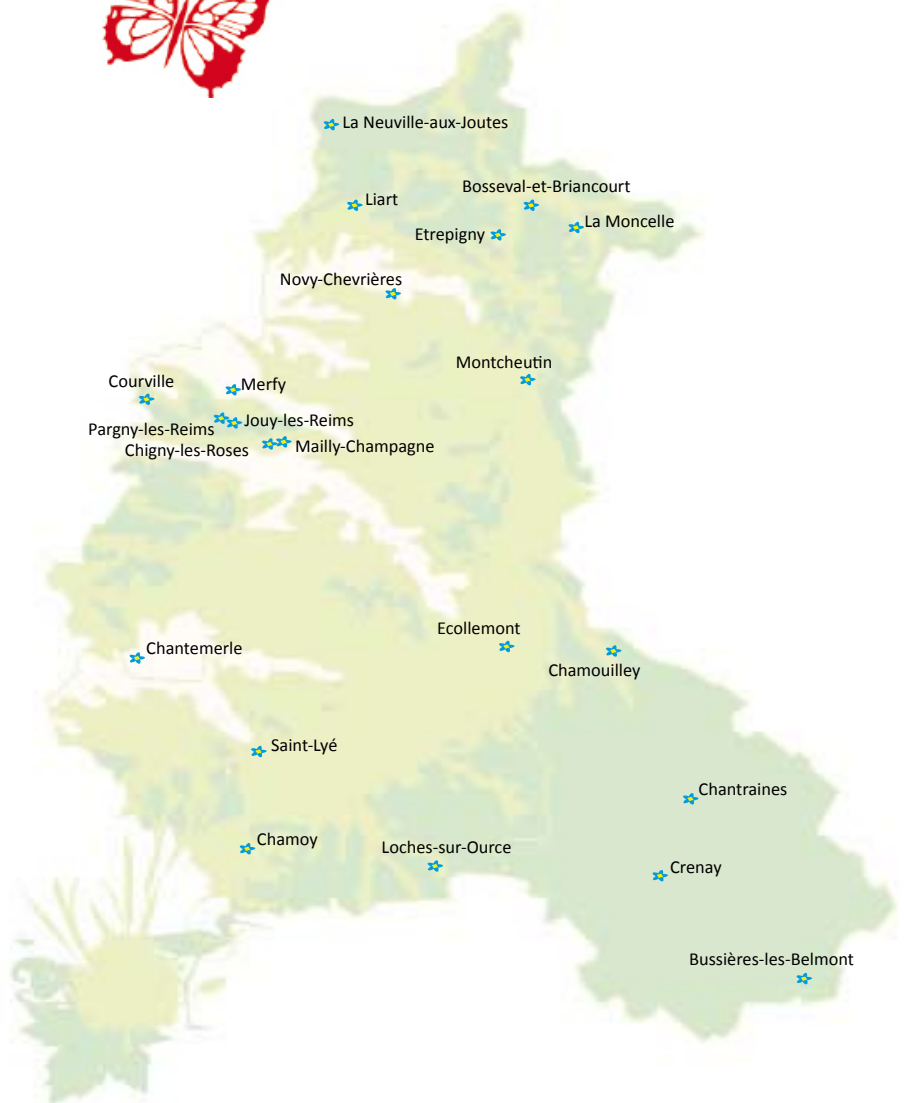 La Neuville-aux-Joutes
Bosseval-et-Briancourt
Liart
La Moncelle
Etrepigny
Novy-Chevrières
Montcheutin
Courville
Merfy
Jouy-les-Reims
Pargny-les-Reims
Mailly-Champagne
Chigny-les-Roses
Ecollemont
Chantemerle
Chamouilley
Saint-Lyé
Chantraines
Chamoy
Loches-sur-Ource
Crenay
Bussières-les-Belmont